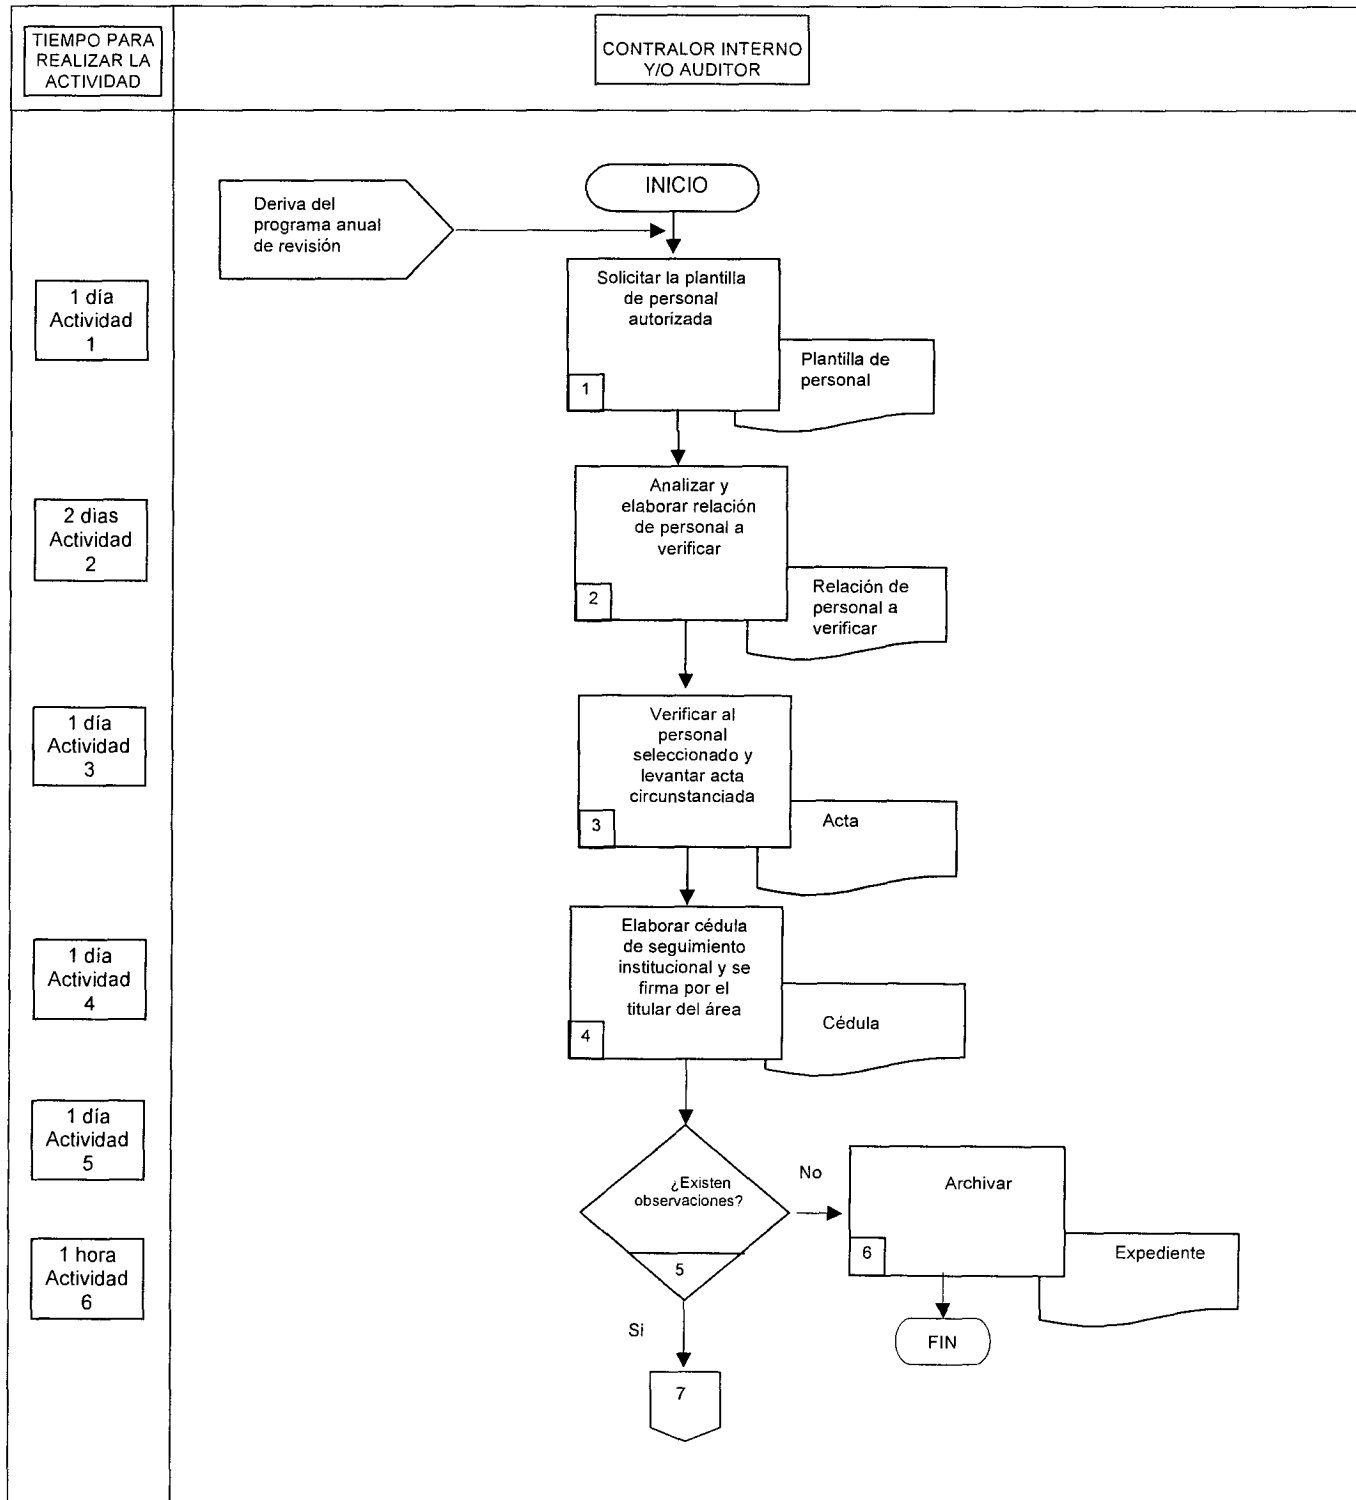 TIEMPO PARA
REALIZAR LA
ACTIVIDAD
CONTRALOR INTERNO
Y/O AUDITOR
INICIO
Deriva del
programa anual
de revisión
1 día
Actividad
1
Solicitar la plantilla
de personal
autorizada
1
Plantilla de
personal
2 dias
Actividad
2
Analizar y
elaborar relación
de personal a
verificar
2
Relación de
personal a
verificar
1 día
Actividad
3
Verificar al
personal
seleccionado y
levantar acta
circunstanciada
3
Acta
1 día
Actividad
4
Elaborar cédula
de seguimiento
institucional y se
firma por el
titular del área
4
Cédula
1 día
Actividad
5
¿Existen
observaciones?
5
No
Archivar
6
Expediente
1 hora
Actividad
6
Si
FIN
7